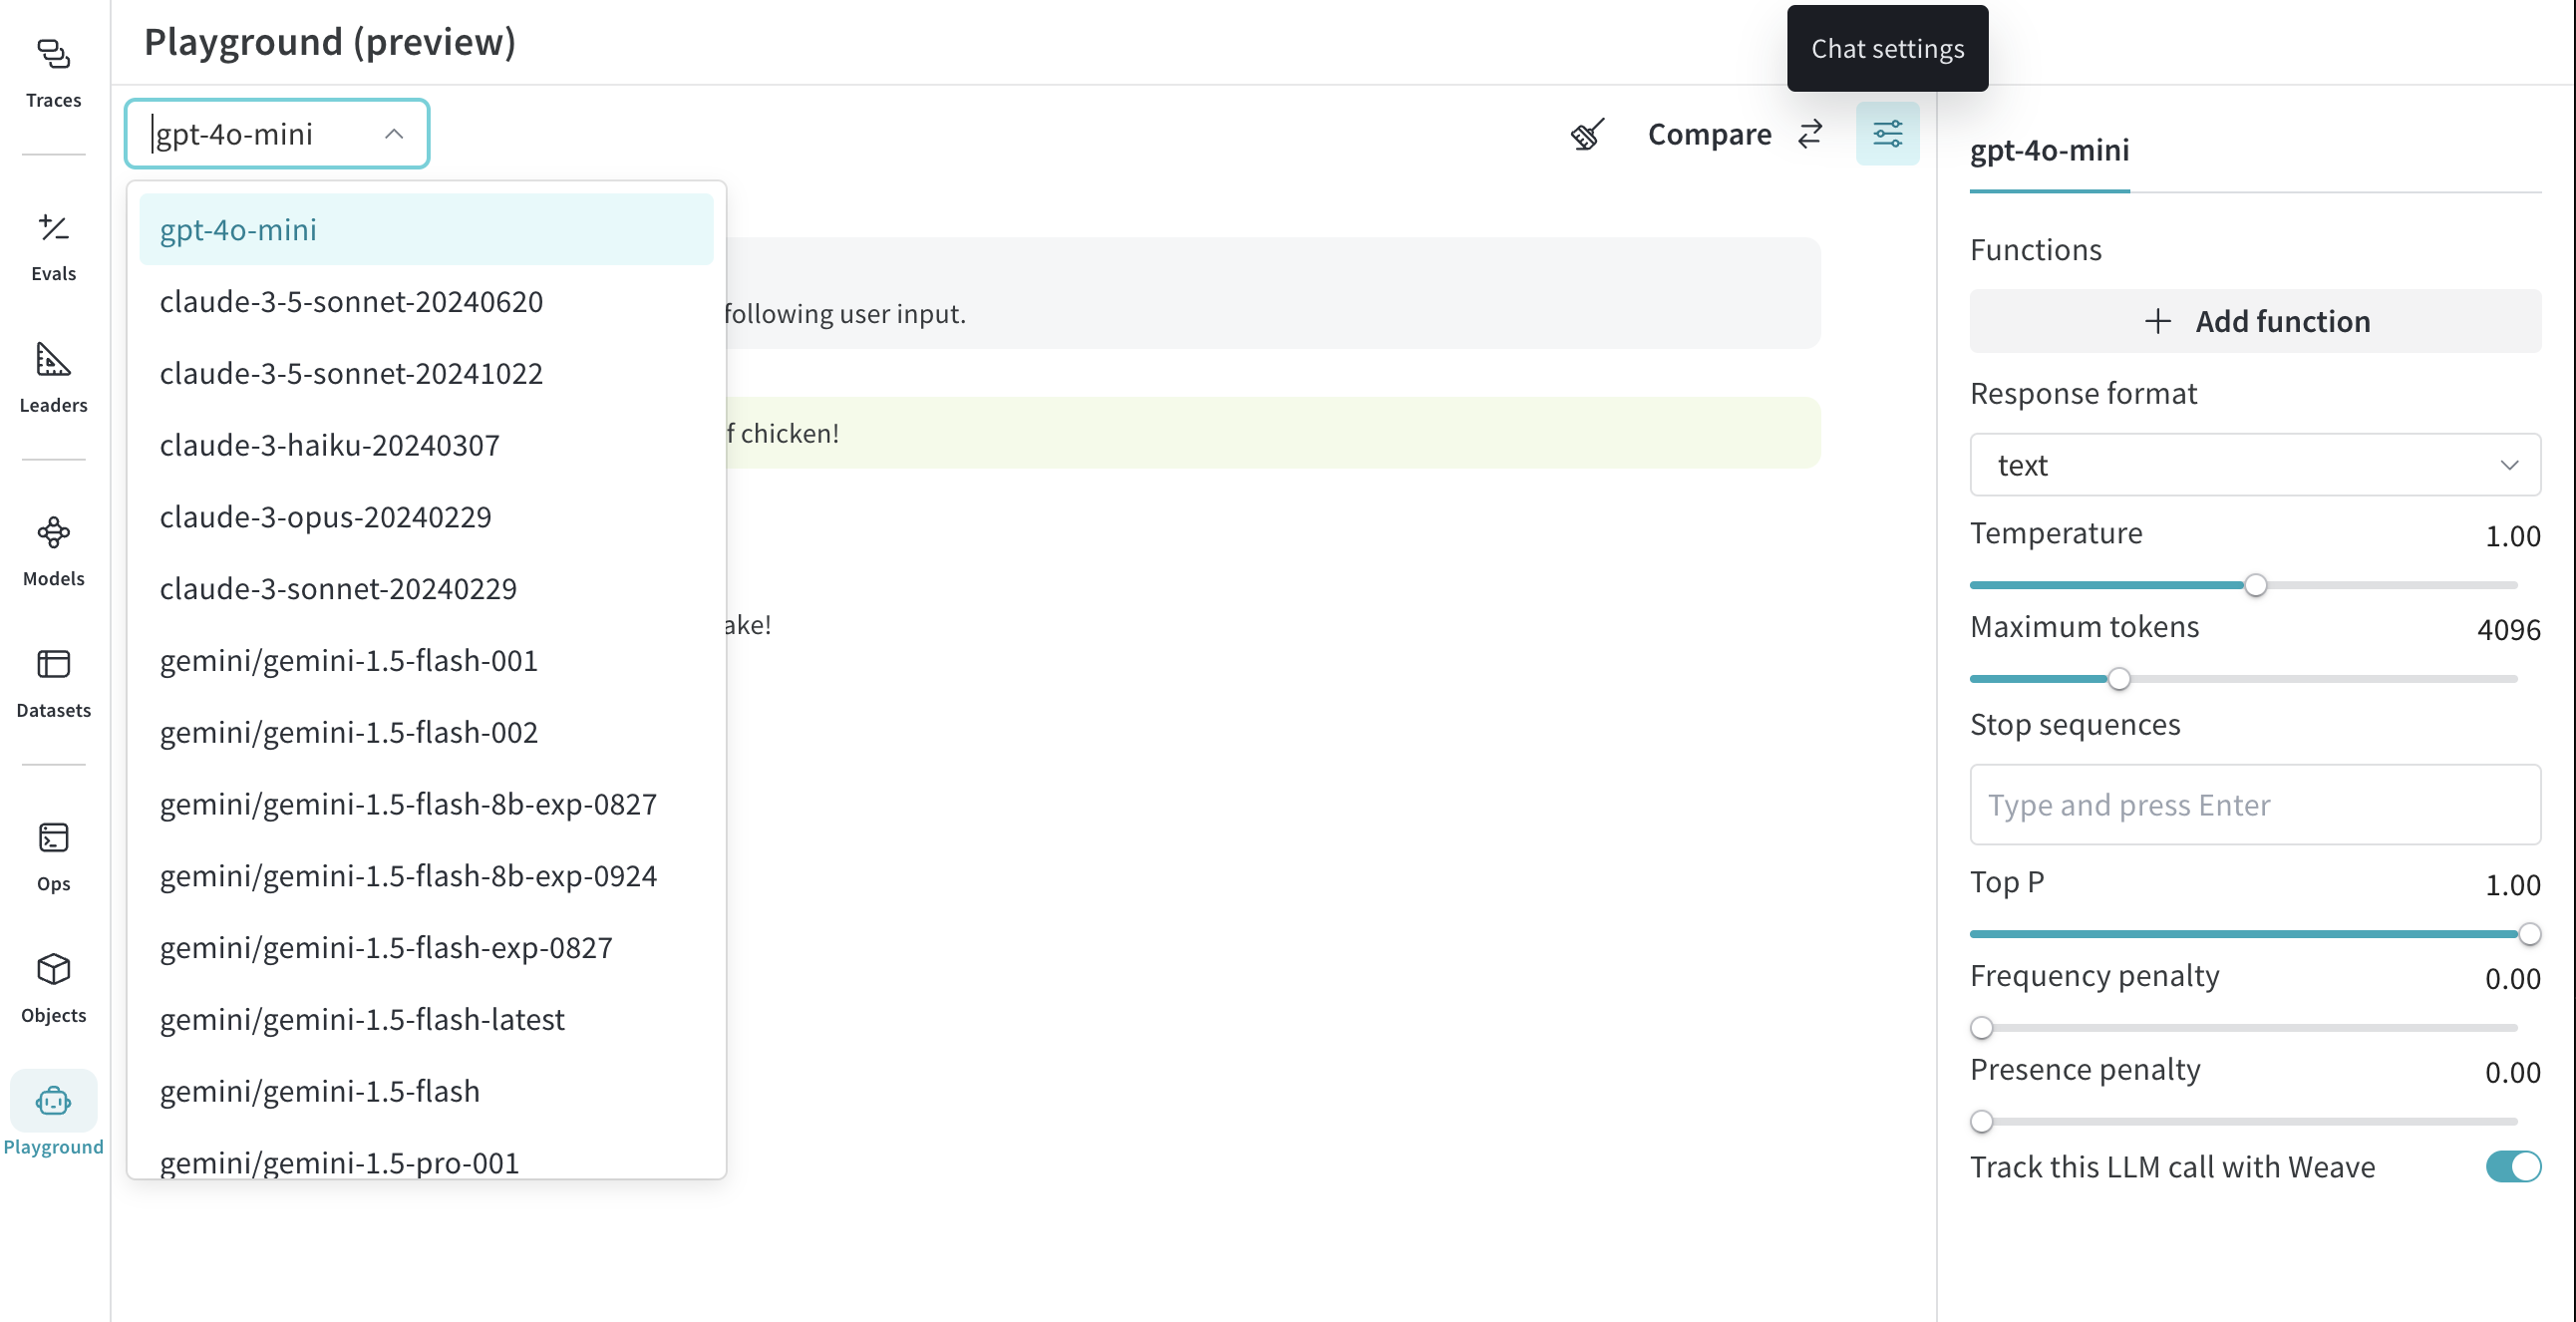 Playground (preview)
Chat settings
Traces
Evals
Leaders
Models
Datasets
Ops
Objects
Playground
gpt-4o-mini
Compare
gpt-4o-mini
claude-3-5-sonnet-20240620
claude-3-5-sonnet-20241022
claude-3-haiku-20240307
claude-3-opus-20240229
claude-3-sonnet-20240229
gemini/gemini-1.5-flash-001
gemini/gemini-1.5-flash-002
gemini/gemini-1.5-flash-8b-exp-0827
gemini/gemini-1.5-flash-8b-exp-0924
gemini/gemini-1.5-flash-exp-0827
gemini/gemini-1.5-flash-latest
gemini/gemini-1.5-flash
gemini/gemini-1.5-pro-001
following user input.
f chicken!
ake!
gpt-4o-mini
Functions
Add function
Response format
text
Temperature 1.00
Maximum tokens 4096
Stop sequences
Type and press Enter
Top P 1.00
Frequency penalty 0.00
Presence penalty 0.00
Track this LLM call with Weave